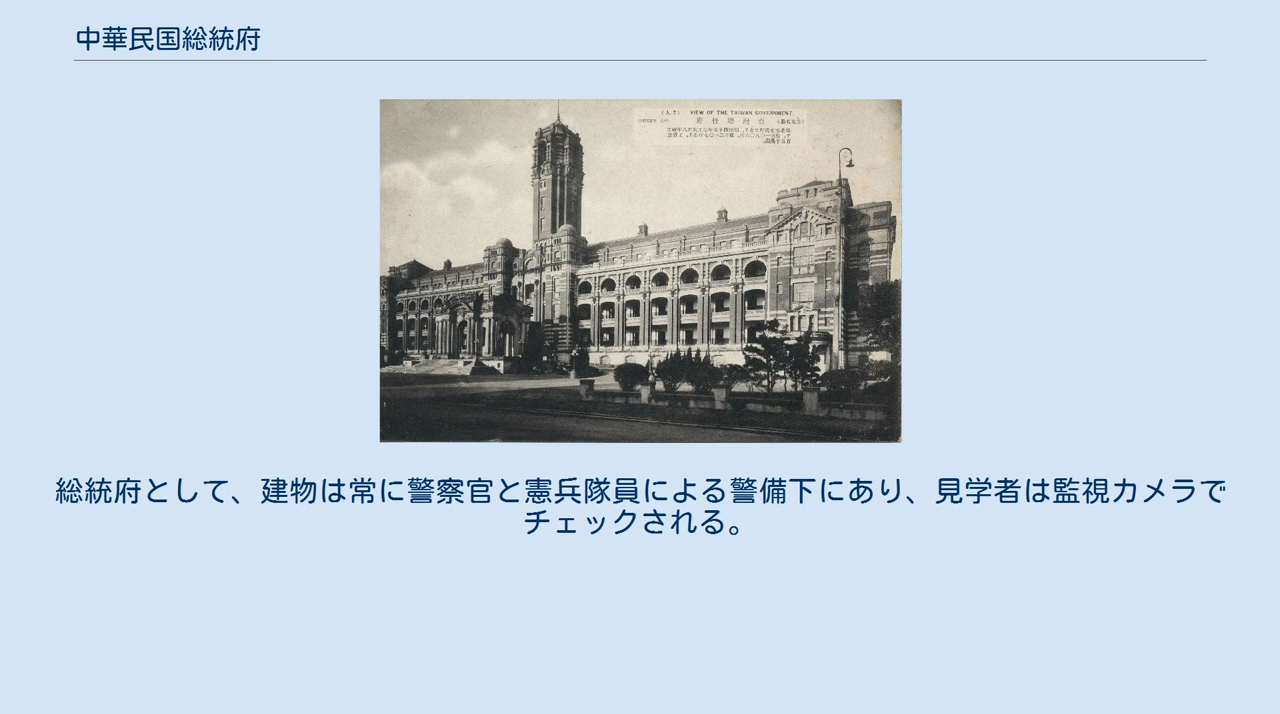 中華民国総統府
VIEW OF THE TAIWAN GOVERNMENT.
総統府として、建物は常に警察官と憲兵隊員による警備下にあり、見学者は監視カメラで
チェックされる。